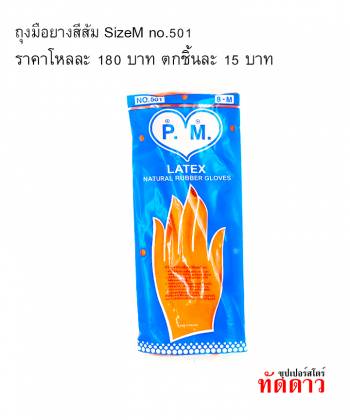 ถุงมือยางสีส้ม SizeM no.501
ราคาโหลละ 180 บาท ตกชิ้นละ 15 บาท
NO. 501
8-M
P. M.
LATEX
NATURAL RUBBER GLOVES
ซุปเปอร์สโตร์
ทัดดาว